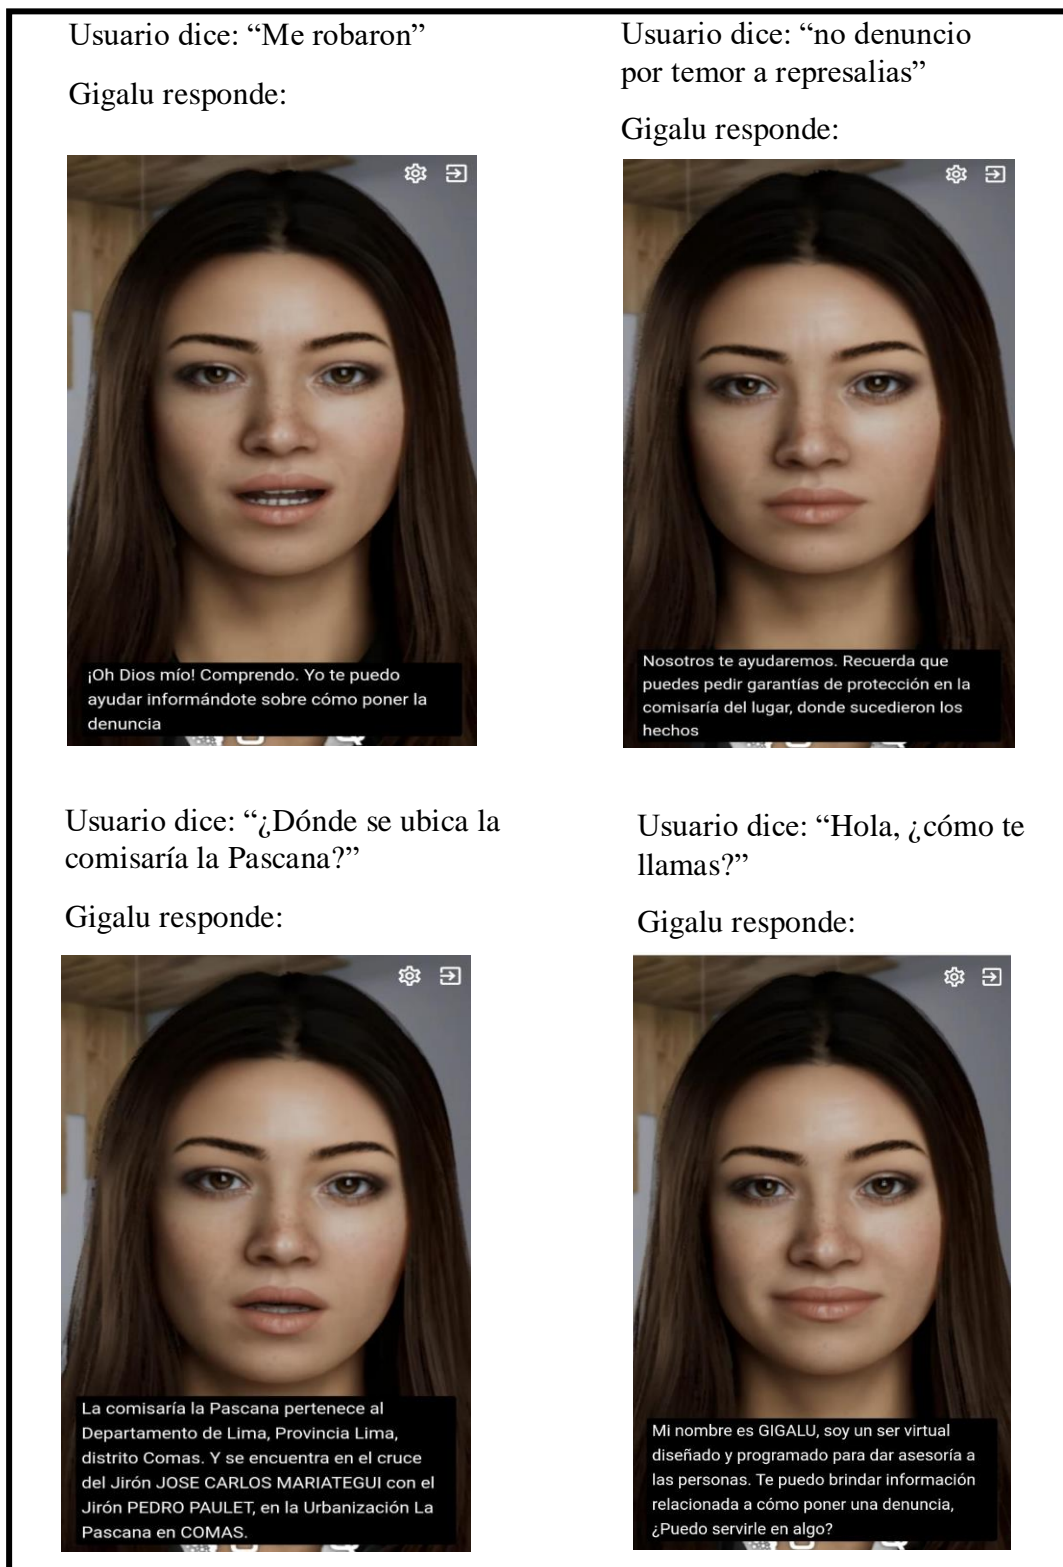 Usuario dice: “Me robaron”
Gigalu responde:
¡Oh Dios mío! Comprendo. Yo te puedo
ayudar informándote sobre cómo poner la
denuncia
Usuario dice: “no denuncio
por temor a represalias”
Gigalu responde:
Nosotros te ayudaremos. Recuerda que
puedes pedir garantías de protección en la
comisaría del lugar, donde sucedieron los
hechos
Usuario dice: “¿Dónde se ubica la
comisaría la Pascana?”
Gigalu responde:
La comisaría la Pascana pertenece al
Departamento de Lima, Provincia Lima,
distrito Comas. Y se encuentra en el cruce
del Jirón JOSE CARLOS MARIATEGUI con el
Jirón PEDRO PAULET, en la Urbanización La
Pascana en COMAS.
Usuario dice: “Hola, ¿cómo te
llamas?”
Gigalu responde:
Mi nombre es GIGALU, soy un ser virtual
diseñado y programado para dar asesoría a
las personas. Te puedo brindar información
relacionada a cómo poner una denuncia,
¿Puedo servirle en algo?